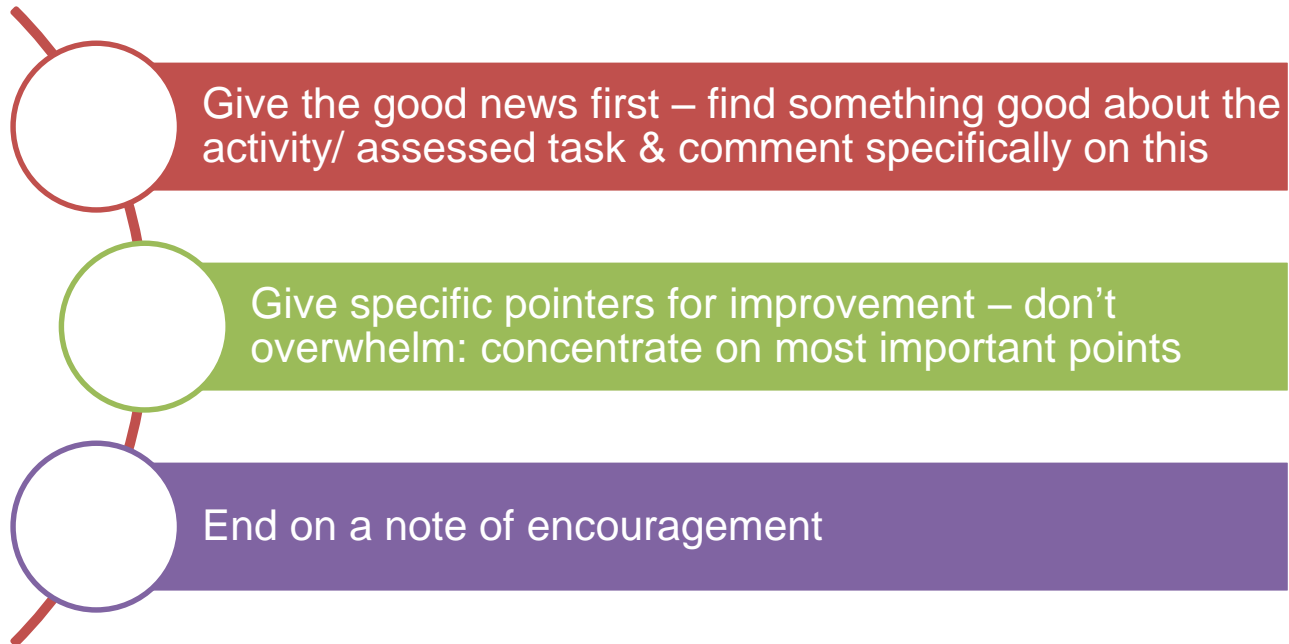 Give the good news first – find something good about the
activity/ assessed task & comment specifically on this
Give specific pointers for improvement – don’t
overwhelm: concentrate on most important points
End on a note of encouragement